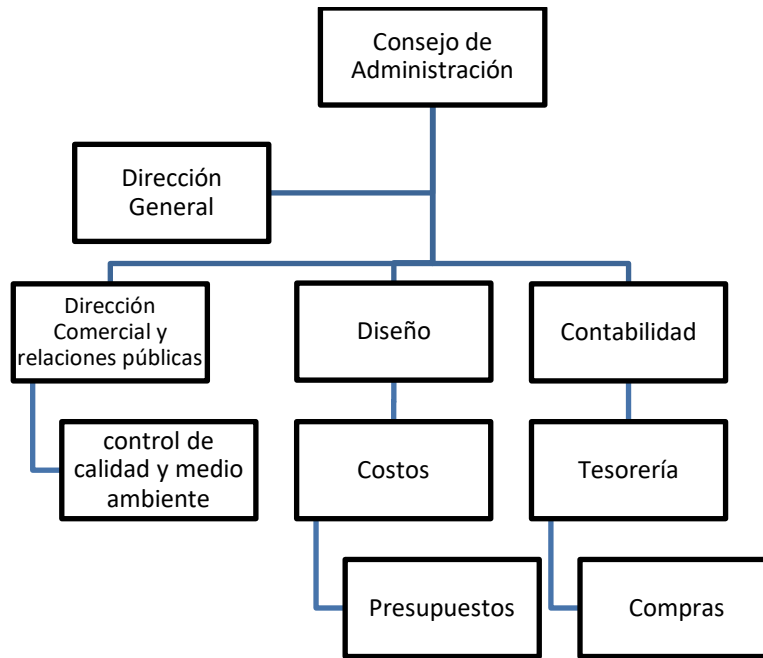 Consejo de
Administración
Dirección
General
Dirección
Comercial y
relaciones públicas
Diseño
Contabilidad
control de
calidad y medio
ambiente
Costos
Tesorería
Presupuestos
Compras